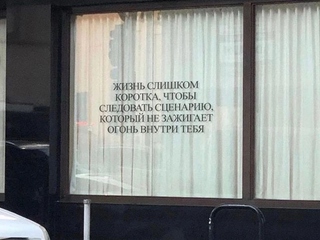 ЖИЗНЬ СЛИШКОМ
КОРОТКА, ЧТОБЫ
СЛЕДОВАТЬ СЦЕНАРИЮ,
КОТОРЫЙ НЕ ЗАЖИГАЕТ
ОГОНЬ ВНУТРИ ТЕБЯ